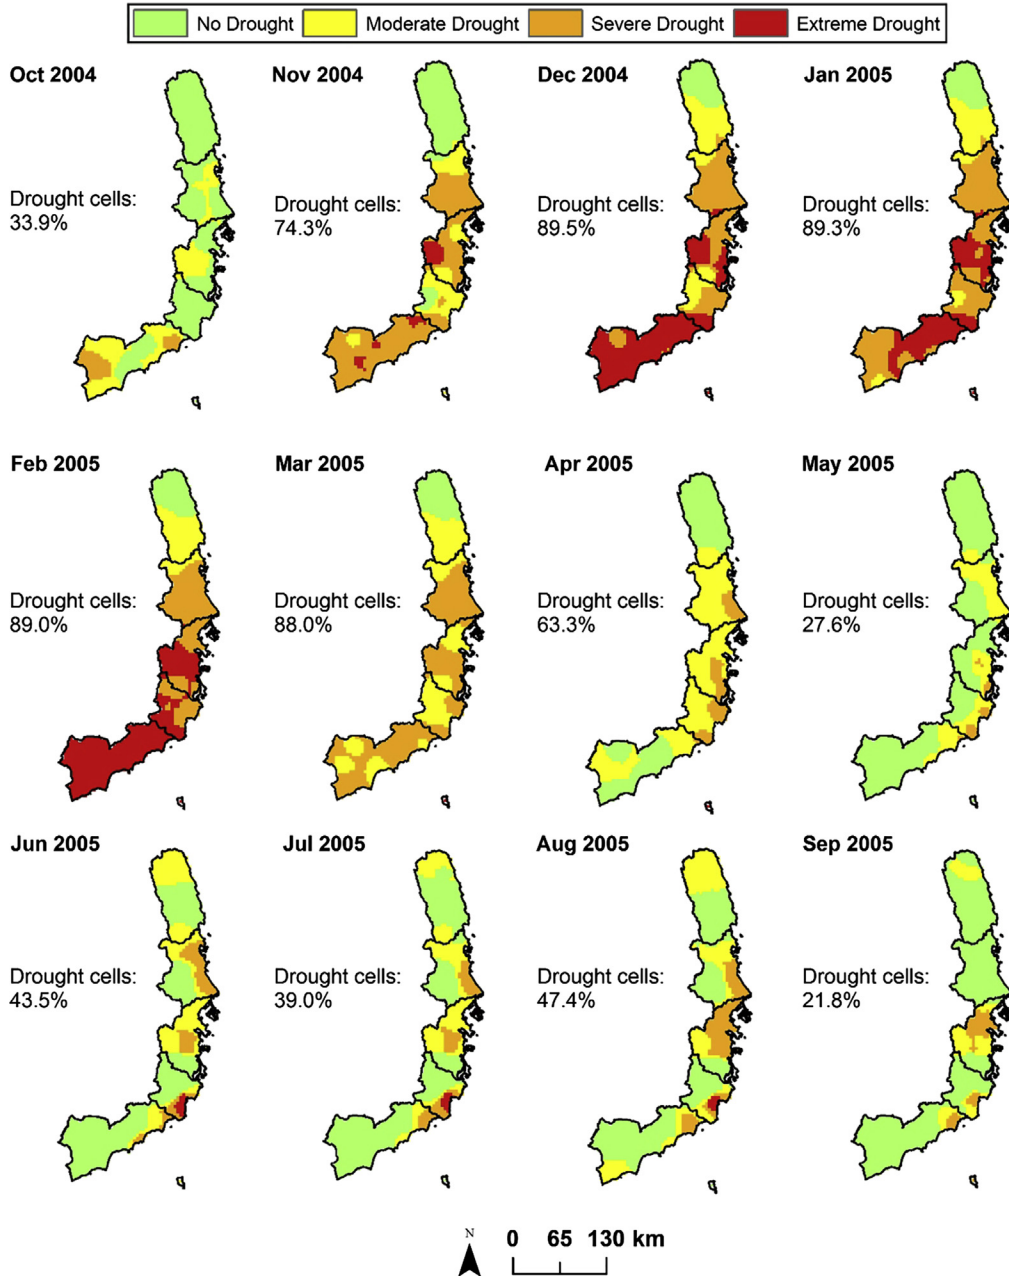 No Drought Moderate Drought Severe Drought Extreme Drought
Oct 2004 Nov 2004 Dec 2004 Jan 2005
Drought cells: Drought cells: Drought cells: Drought cells:
33.9% 74.3% 89.5% 89.3%
Feb 2005 Mar 2005 Apr 2005 May 2005
Drought cells: Drought cells: Drought cells: Drought cells:
89.0% 88.0% 63.3% 27.6%
Jun 2005 Jul 2005 Aug 2005 Sep 2005
Drought cells: Drought cells: Drought cells: Drought cells:
43.5% 39.0% 47.4% 21.8%
N
0 65 130 km